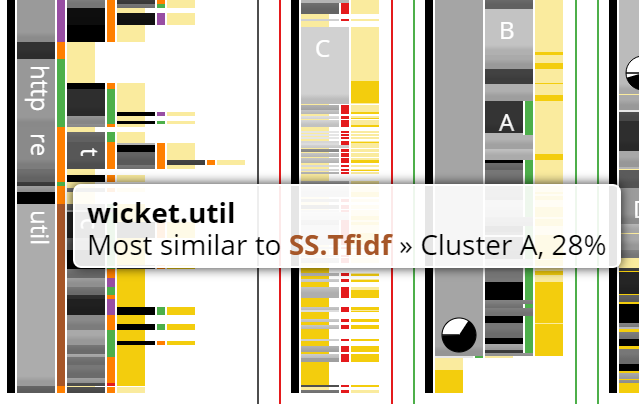 http
re
util
t
C
B
A
wicket.util
Most similar to SS.Tfidf » Cluster A, 28%